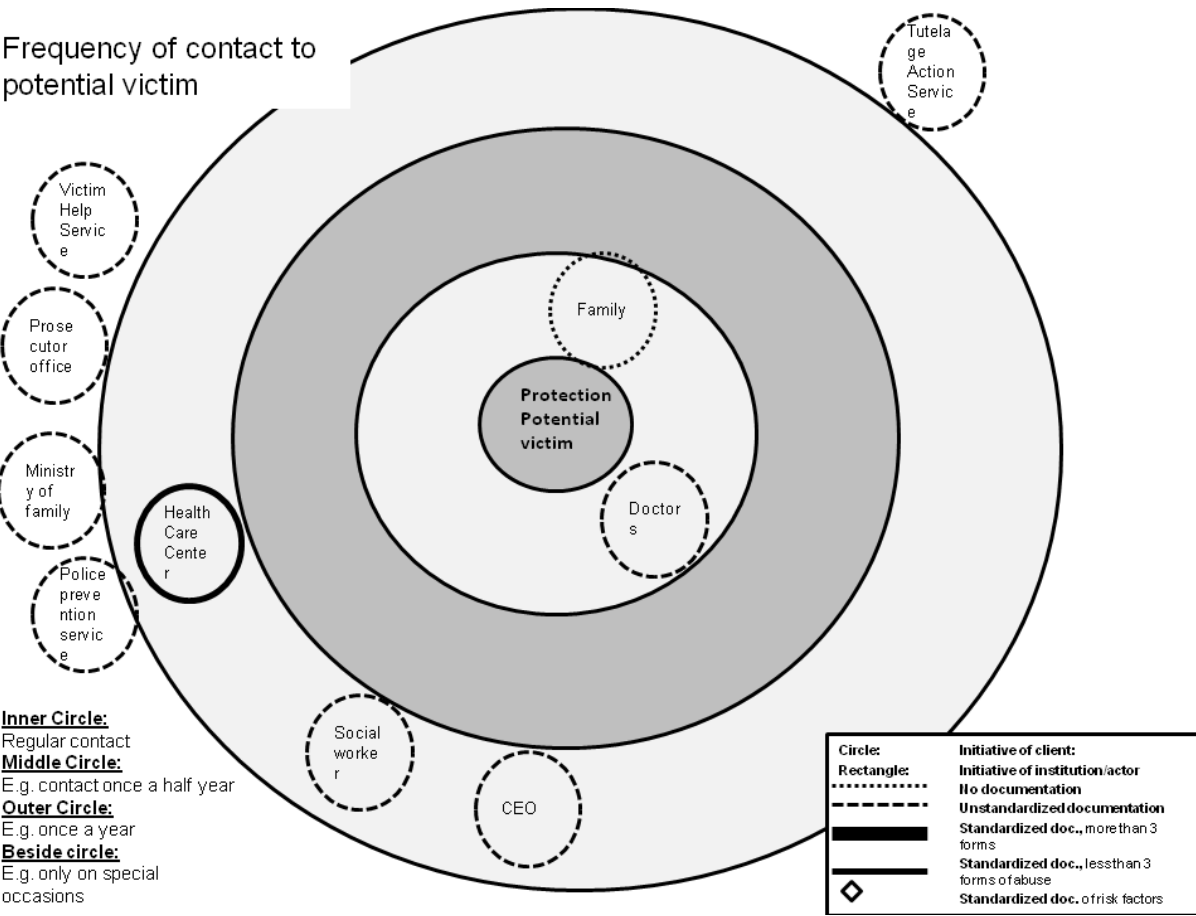 Frequency of contact to
potential victim
Tutela
ge
Action
Servic
e
Victim
Help
Servic
e
Prose
cutor
office
Ministr
y of
family
Police
preve
ntion
servic
e
Health
Care
Cente
r
Family
Protection
Potential
victim
Doctor
s
Social
worke
r
CEO
Inner Circle:
Regular contact
Middle Circle:
E.g. contact once a half year
Outer Circle:
E.g. once a year
Beside circle:
E.g. only on special
occasions
Circle: Initiative of client:
Rectangle: Initiative of institution/actor
No documentation
Unstandardized documentation
Standardized doc., more than 3
forms
Standardized doc., less than 3
forms of abuse
Standardized doc. of risk factors